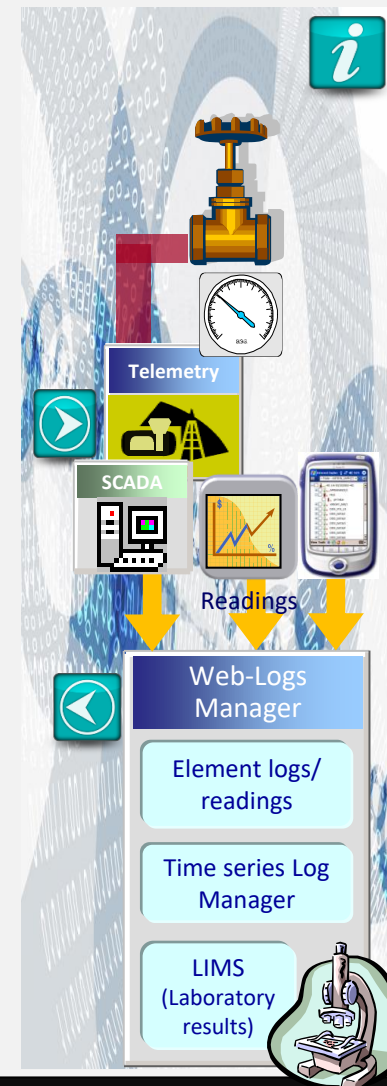 i
Telemetry
SCADA
$
%
Readings
Web-Logs
Manager
Element logs/
readings
Time series Log
Manager
LIMS
(Laboratory
results)